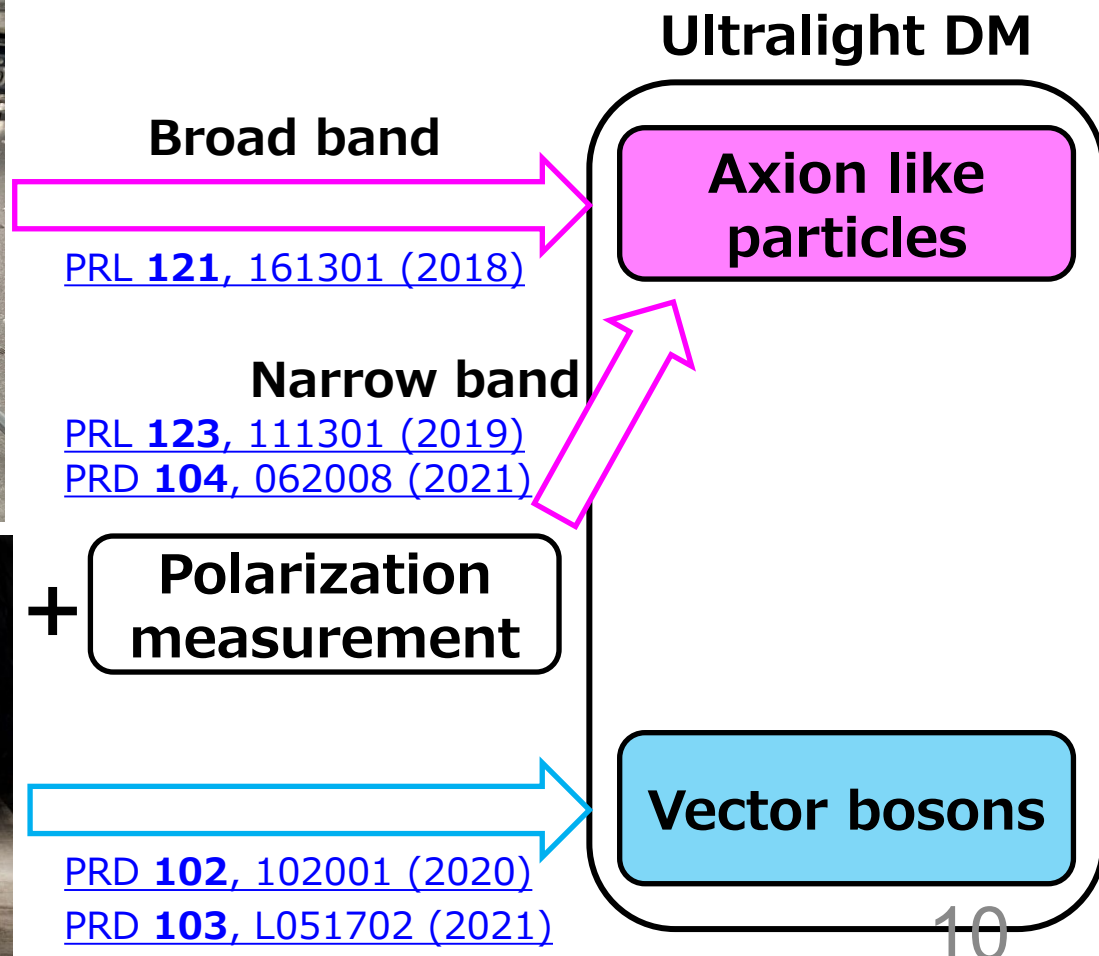 Ultralight DM
Broad band
Axion like
particles
PRL 121, 161301 (2018)
Narrow band
PRL 123, 111301 (2019)
PRD 104, 062008 (2021)
+
Polarization
measurement
Vector bosons
PRD 102, 102001 (2020)
PRD 103, L051702 (2021)
10